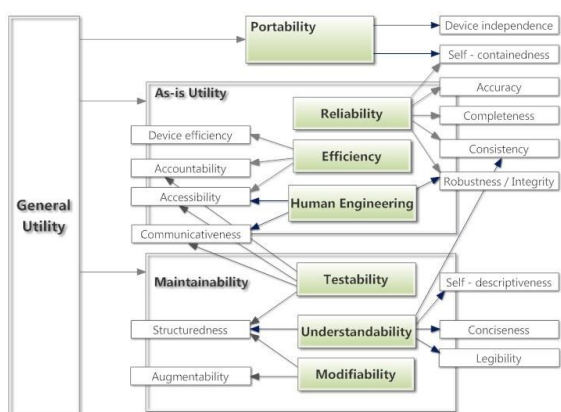 Portability
Device independence
Self - containedness
As-is Utility
Accuracy
Reliability
Completeness
Device efficiency
Efficiency
Consistency
Accountability
Robustness / Integrity
Accessibility
Human Engineering
General
Utility
Communicativeness
Maintainability
Testability
Self - descriptiveness
Structuredness
Understandability
Conciseness
Legibility
Augmentability
Modifiability